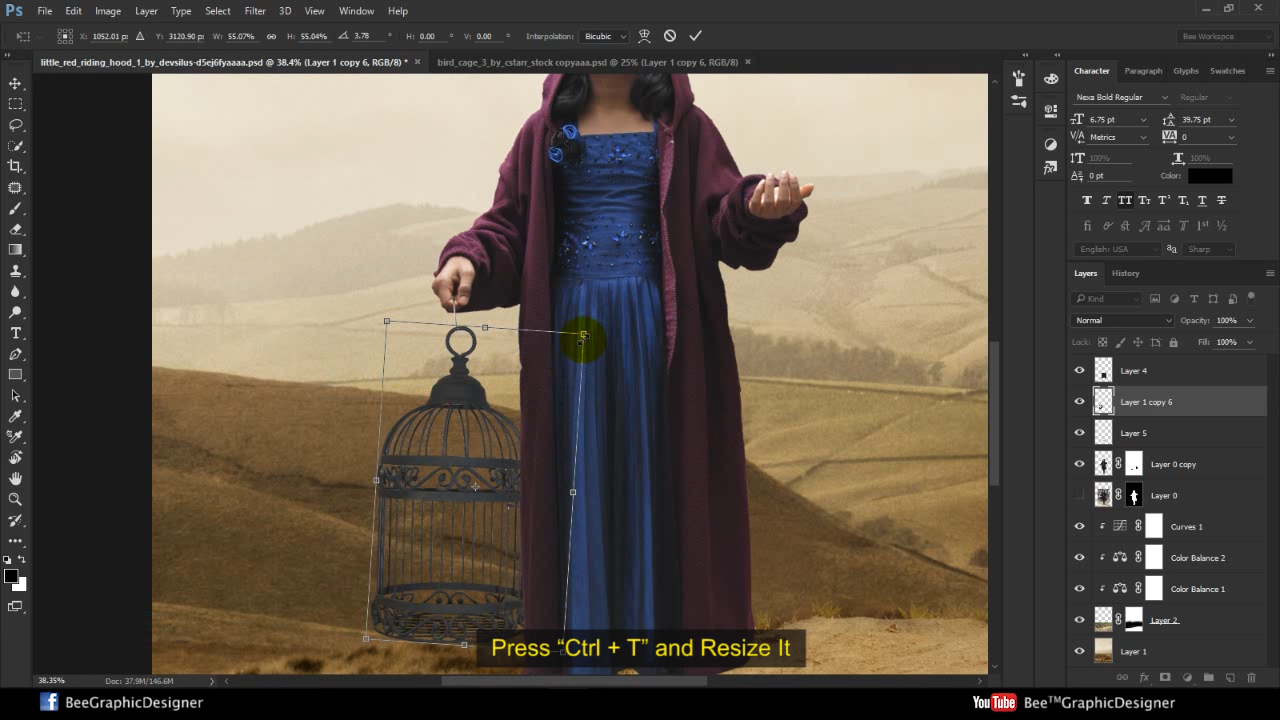 Ps File Edit Image Layer Type Select Filter 3D View Window Help
X: 1052.01 px Y: 3120.90 px W: 55.07% H: 55.04% 3.78 ° H: 0.00 ° V: 0.00 ° Interpolation: Bicubic Bee Workspce
little_red_riding_hood_1_by_devsilus-d5ej6fyaaaa.psd @ 38.4% (Layer 1 copy 6, RGB/8) * × bird_cage_3_by_cstarr_stock copyaaa.psd @ 25% (Layer 1 copy 6, RGB/8) ×
Character Paragraph Glyphs Swatches
Nexa Bold Regular Regular
6.75 pt 39.75 pt
Metrics 0
100% 100%
0 pt Color:
English: USA Sharp
Layers History
Kind
Normal Opacity: 100%
Lock: Fill: 100%
Layer 4
Layer 1 copy 6
Layer 5
Layer 0 copy
Layer 0
Curves 1
Color Balance 2
Color Balance 1
Layer 2
Layer 1
Press “Ctrl + T” and Resize It
38.35% Doc: 37.9M/146.6M
f BeeGraphicDesigner YouTube Bee™GraphicDesigner